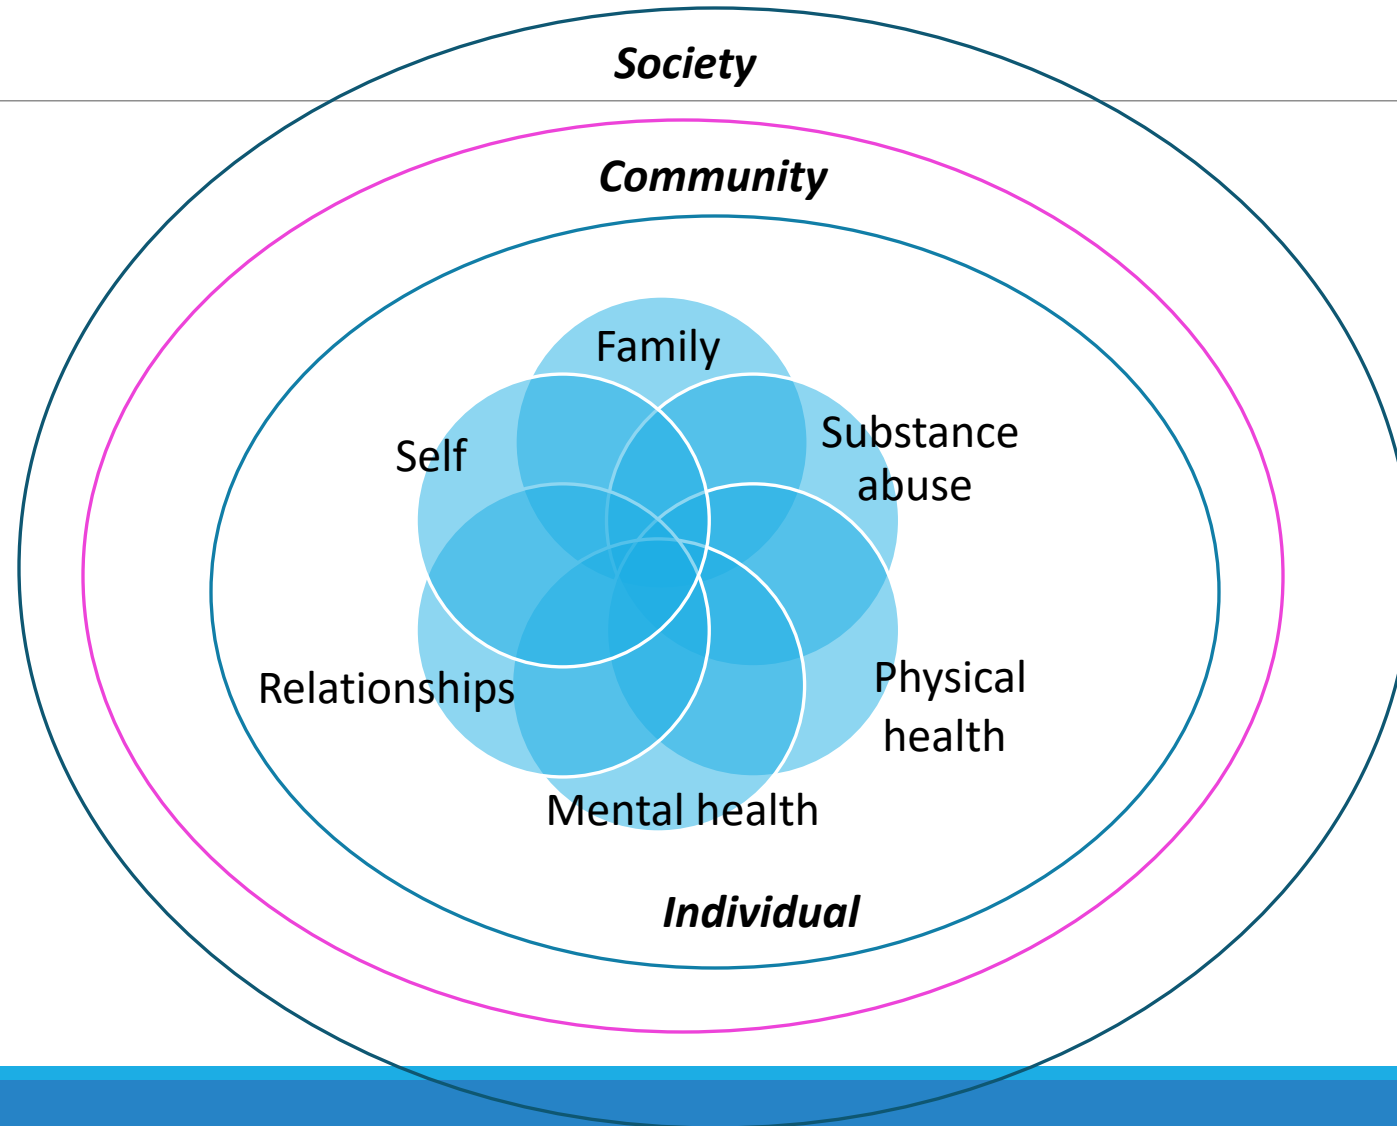 Society
Community
Family
Substance
abuse
Self
Physical
health
Relationships
Mental health
Individual